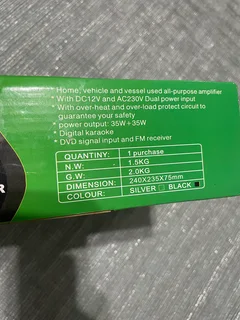 Home; vehicle and vessel used all-purpose amplifier
* With DC12V and AC230V Dual power input
* With over-heat and over-load protect circuit to
guarantee your safety
* power output: 35W+35W
* Digital karaoke
* DVD signal input and FM receiver
QUANTINY: 1 purchase
N.W: 1.5KG
G.W: 2.0KG
DIMENSION: 240X235X75mm
COLOUR: SILVER □ BLACK ■
R